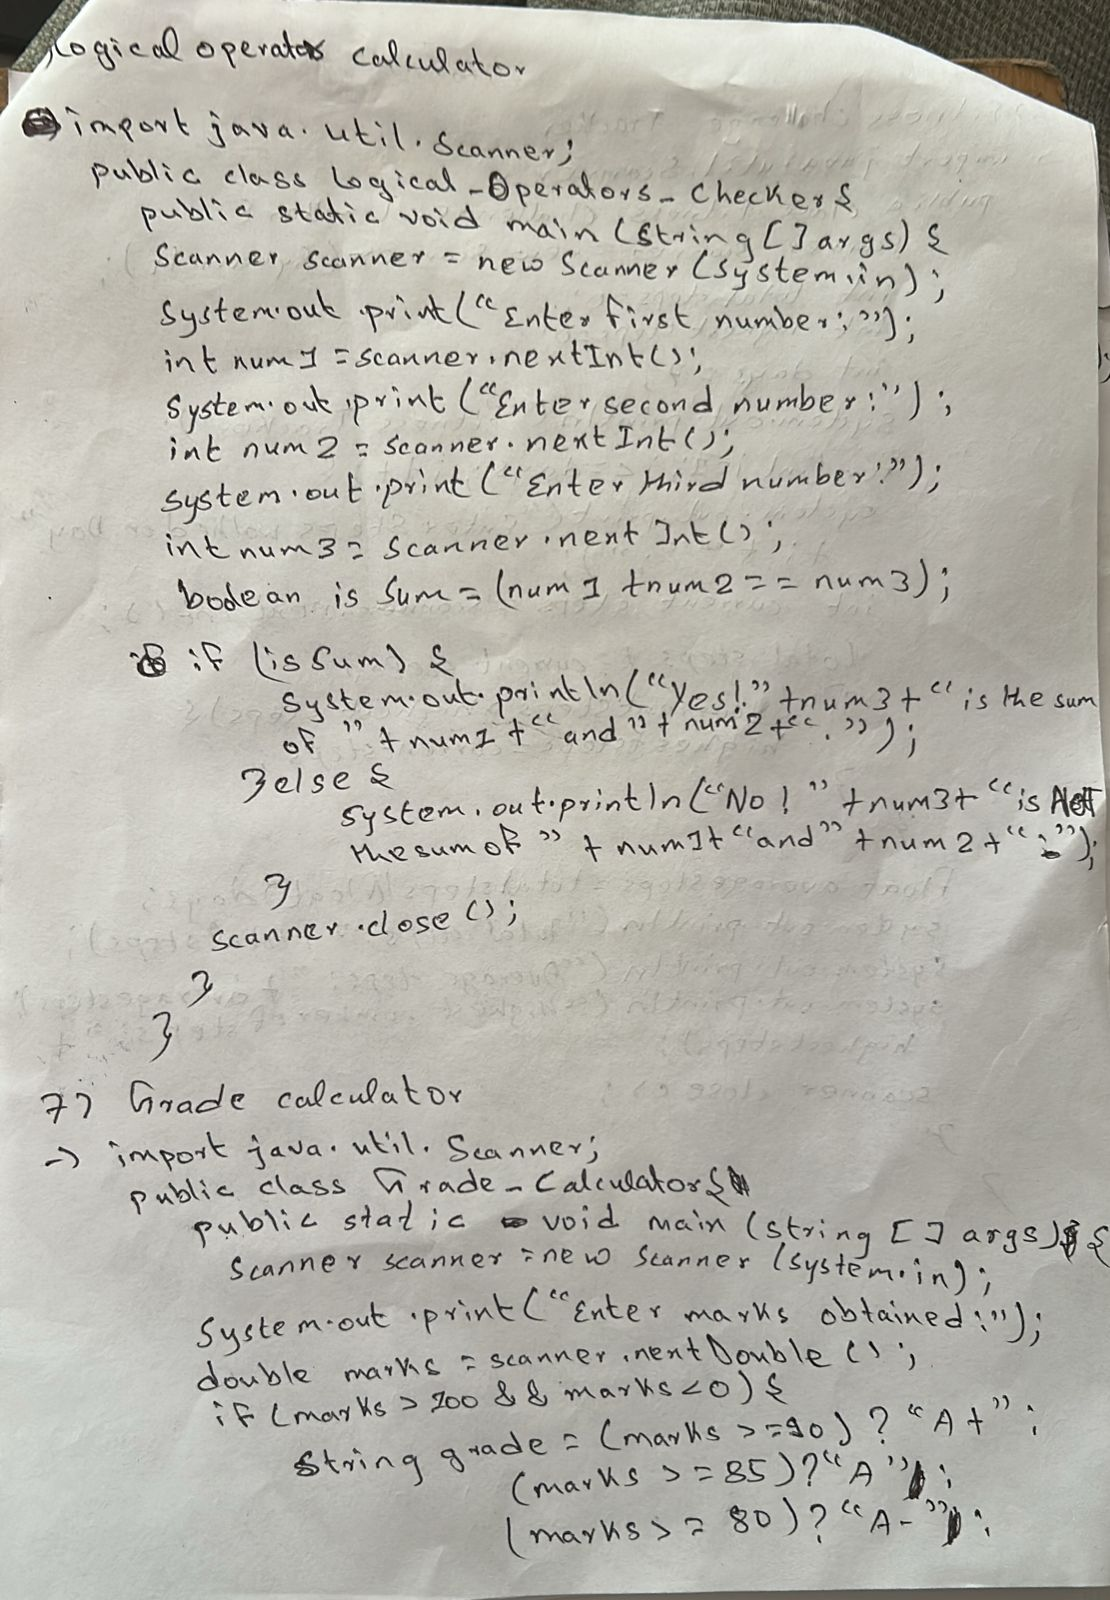 Logical operator calculator
import java.util.Scanner;
public class Logical_Operators_Checker {
public static void main (String [] args) {
Scanner scanner = new Scanner (System.in);
System.out.print("Enter first number:");
int num1 = scanner.nextInt();
System.out.print ("Enter second number:");
int num2 = scanner.nextInt();
System.out.print ("Enter third number:");
int num3 = scanner.nextInt();
boolean is Sum = (num1 + num2 == num3);
if (isSum) {
System.out.println("Yes!" + num3 + " is the sum
of " + num1 + " and " + num2 + ".");
} else {
System.out.println("No!" + num3 + " is Not
the sum of " + num1 + " and " + num2 + ".");
}
scanner.close();
}
}
7) Grade calculator
-> import java.util.Scanner;
public class Grade_Calculator {
public static void main (String [] args) {
Scanner scanner = new Scanner (System.in);
System.out.print("Enter marks obtained:");
double marks = scanner.nextDouble();
if (marks > 100 && marks < 0) {
String grade = (marks >= 90) ? "A+" :
(marks >= 85) ? "A" :
(marks >= 80) ? "A-" :